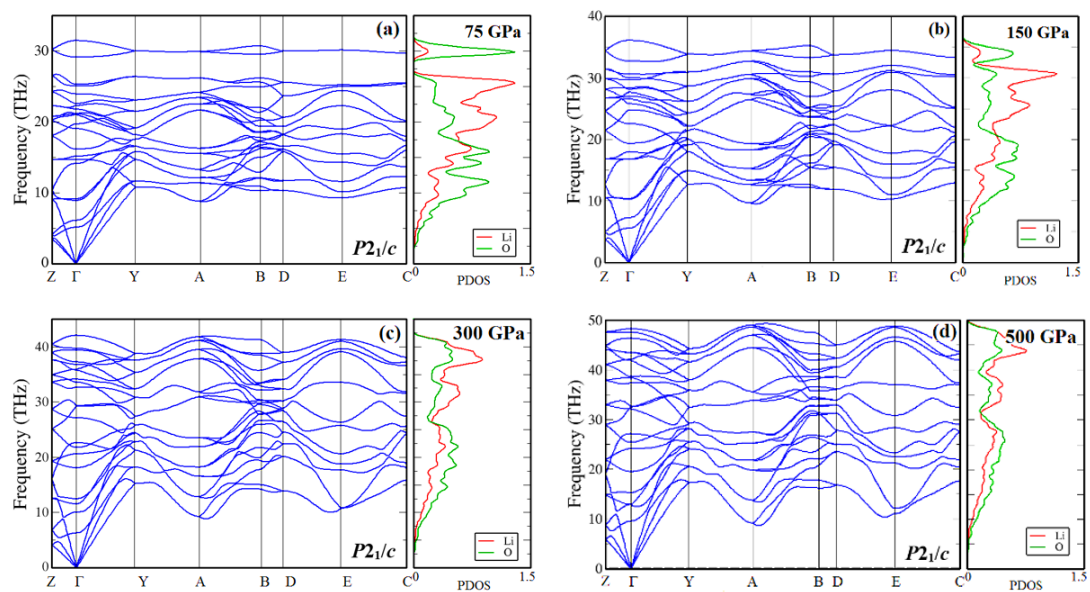 (a) 75 GPa
30
20
10
0
Frequency (THz)
P2₁/c
Li
O
Z Γ Y A B D E C
0 PDOS 1.5
(b) 150 GPa
40
30
20
10
0
Frequency (THz)
P2₁/c
Li
O
Z Γ Y A B D E C
0 PDOS 1.5
(c) 300 GPa
40
30
20
10
0
Frequency (THz)
P2₁/c
Li
O
Z Γ Y A B D E C
0 PDOS 1.5
(d) 500 GPa
50
40
30
20
10
0
Frequency (THz)
P2₁/c
Li
O
Z Γ Y A B D E C
0 PDOS 1.5